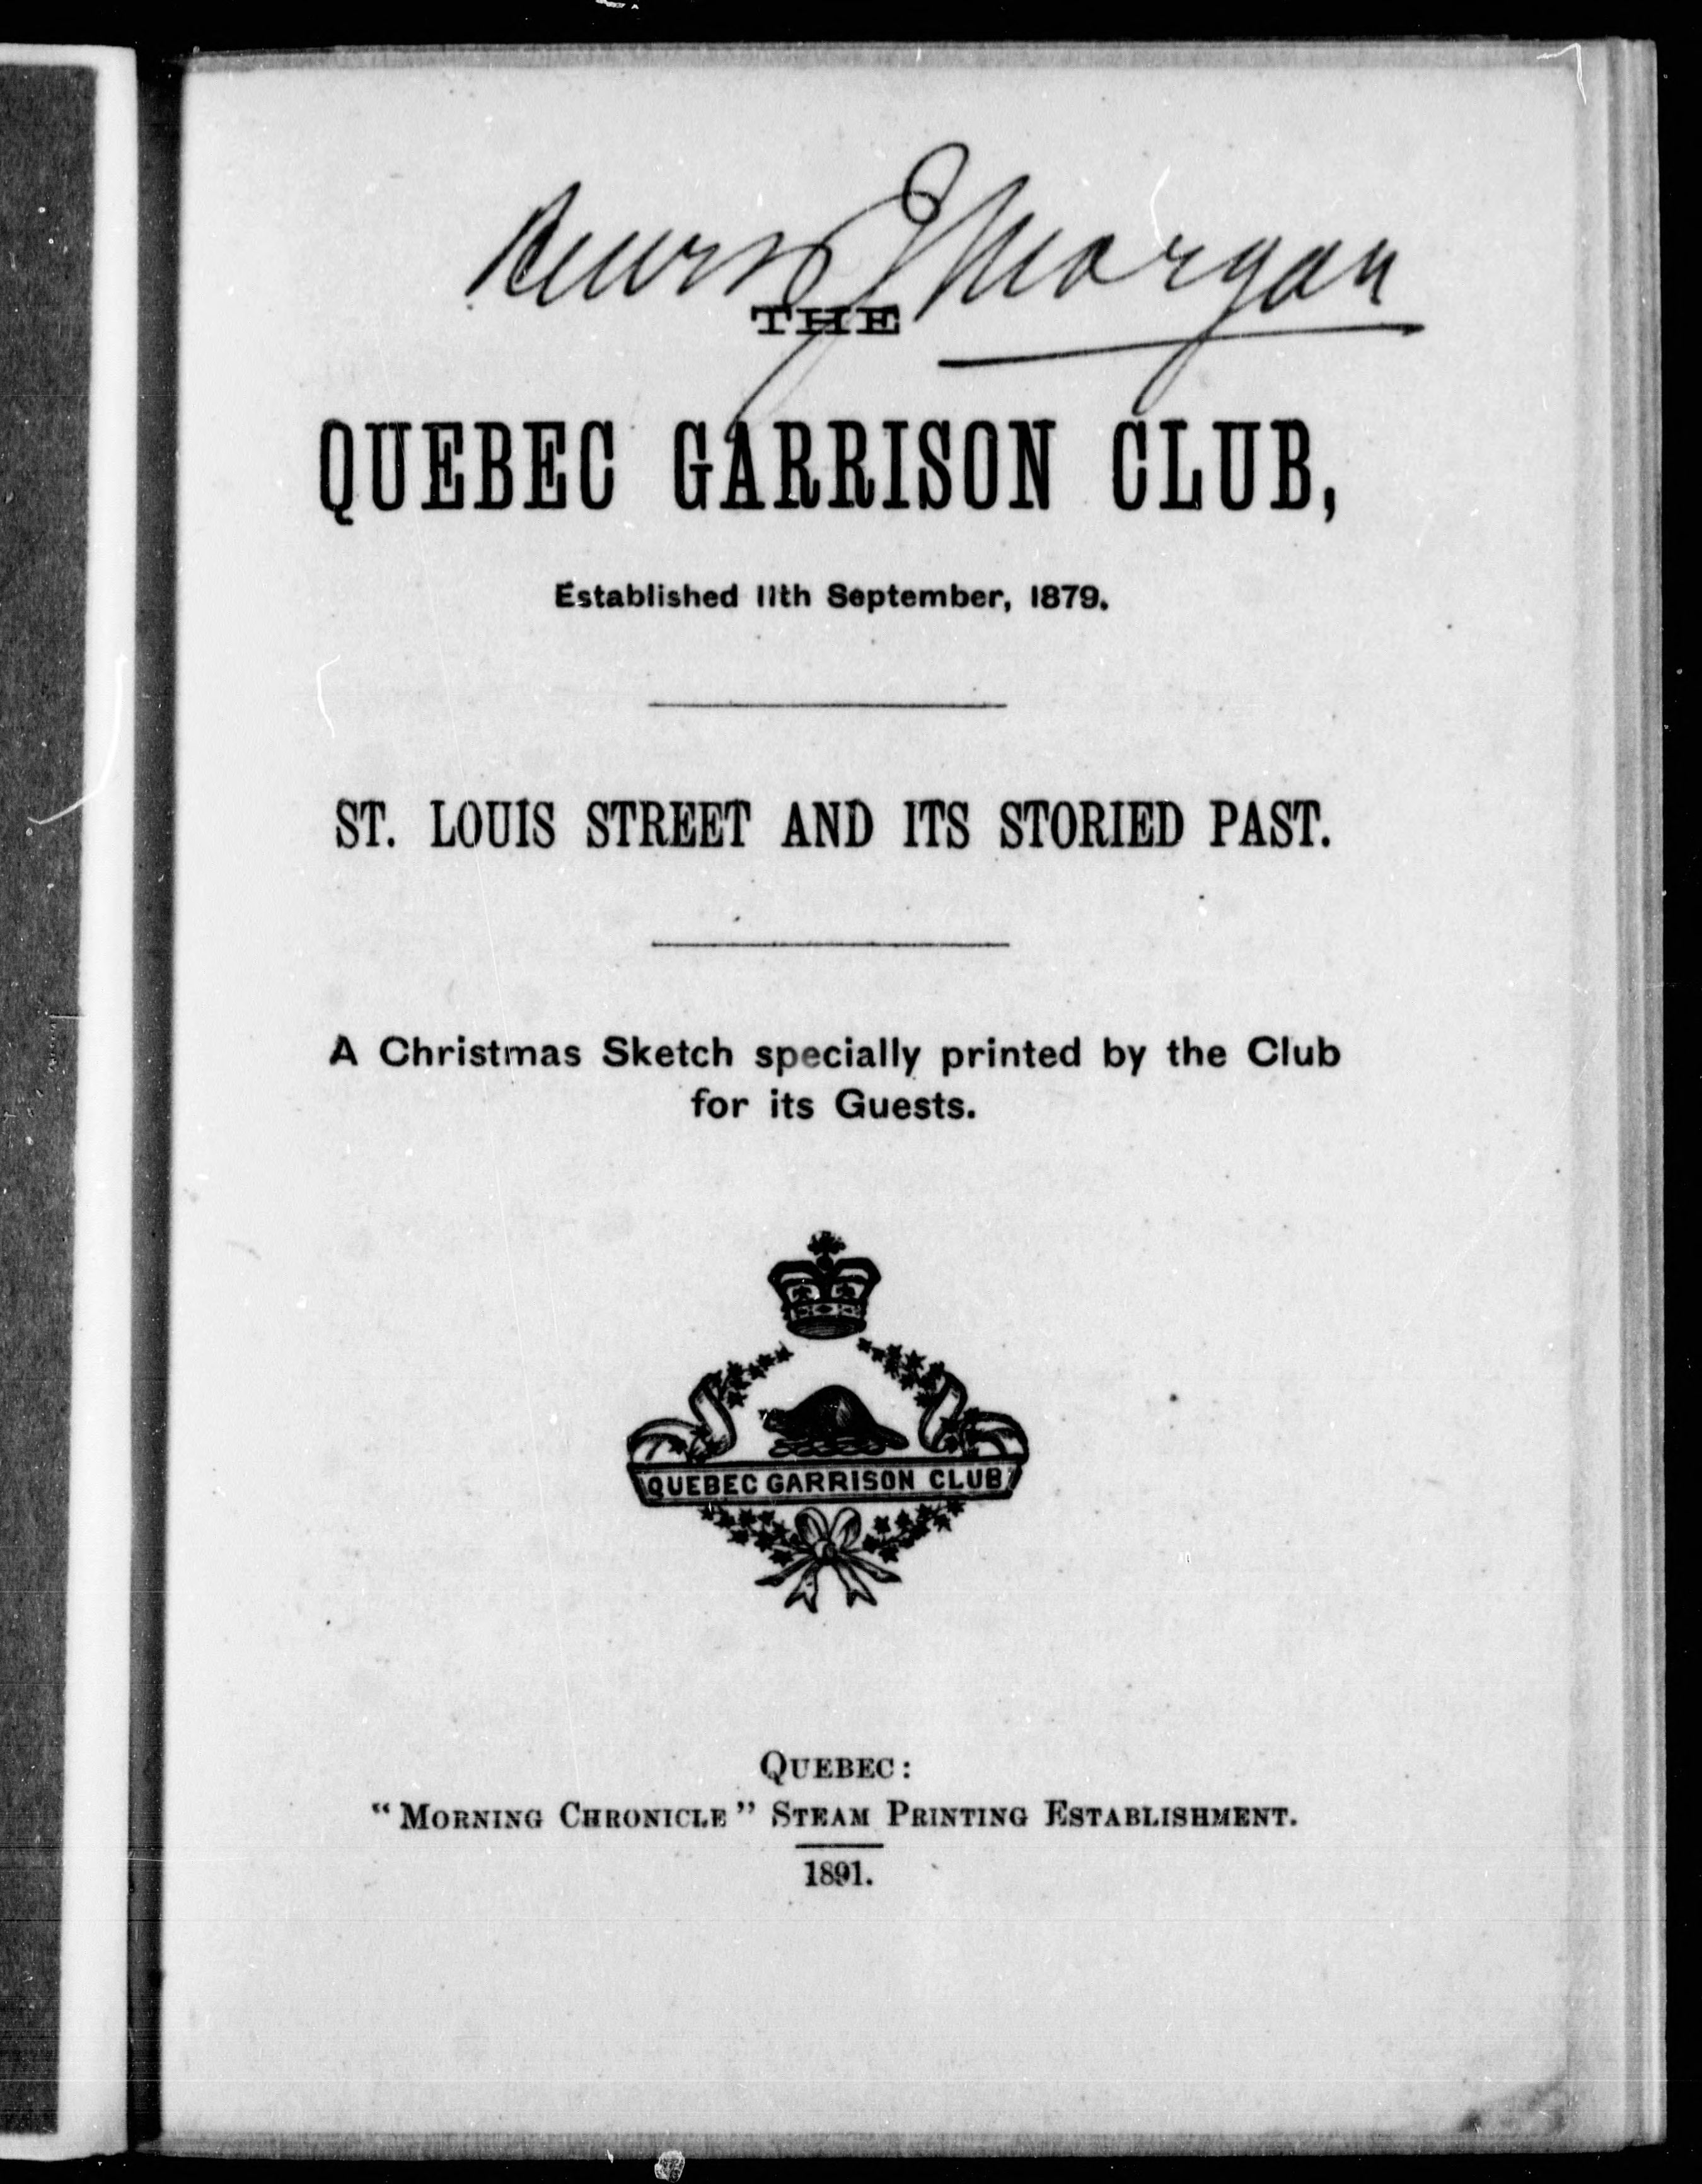 Henry J Morgan
THE
QUEBEC GARRISON CLUB,
Established 11th September, 1879.
ST. LOUIS STREET AND ITS STORIED PAST.
A Christmas Sketch specially printed by the Club
for its Guests.
QUEBEC GARRISON CLUB
QUEBEC:
"MORNING CHRONICLE" STEAM PRINTING ESTABLISHMENT.
1891.